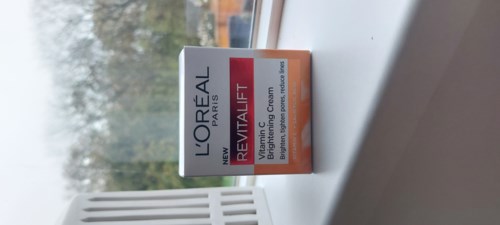 L'ORÉAL
PARIS
NEW
REVITALIFT
Vitamin C
Brightening Cream
Brighten, tighten pores, reduce lines